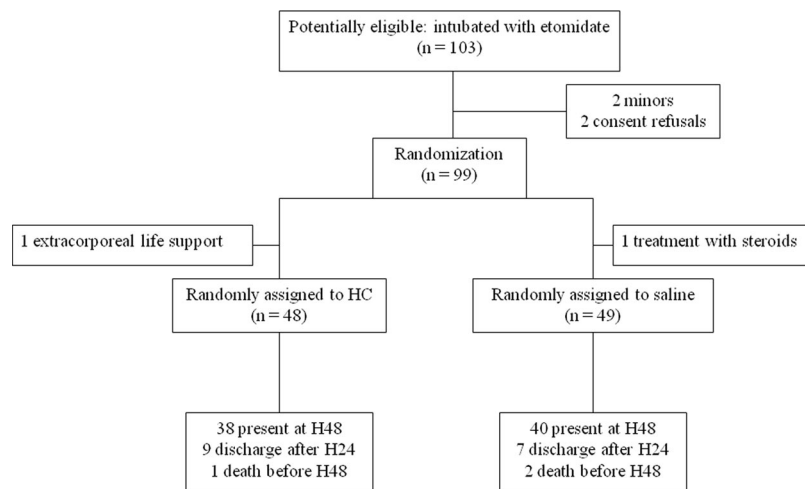 Potentially eligible: intubated with etomidate
(n = 103)
2 minors
2 consent refusals
Randomization
(n = 99)
1 extracorporeal life support
1 treatment with steroids
Randomly assigned to HC
(n = 48)
Randomly assigned to saline
(n = 49)
38 present at H48
9 discharge after H24
1 death before H48
40 present at H48
7 discharge after H24
2 death before H48